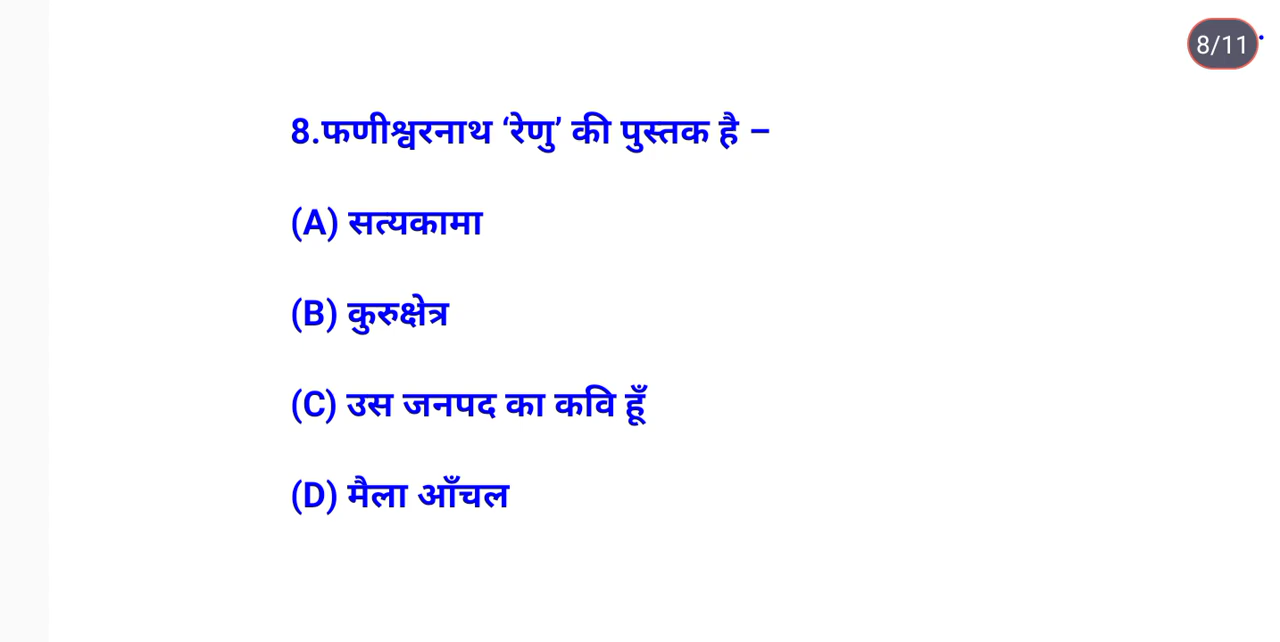 8/11
8.फणीश्वरनाथ ‘रेणु’ की पुस्तक है –
(A) सत्यकामा
(B) कुरुक्षेत्र
(C) उस जनपद का कवि हूँ
(D) मैला आँचल